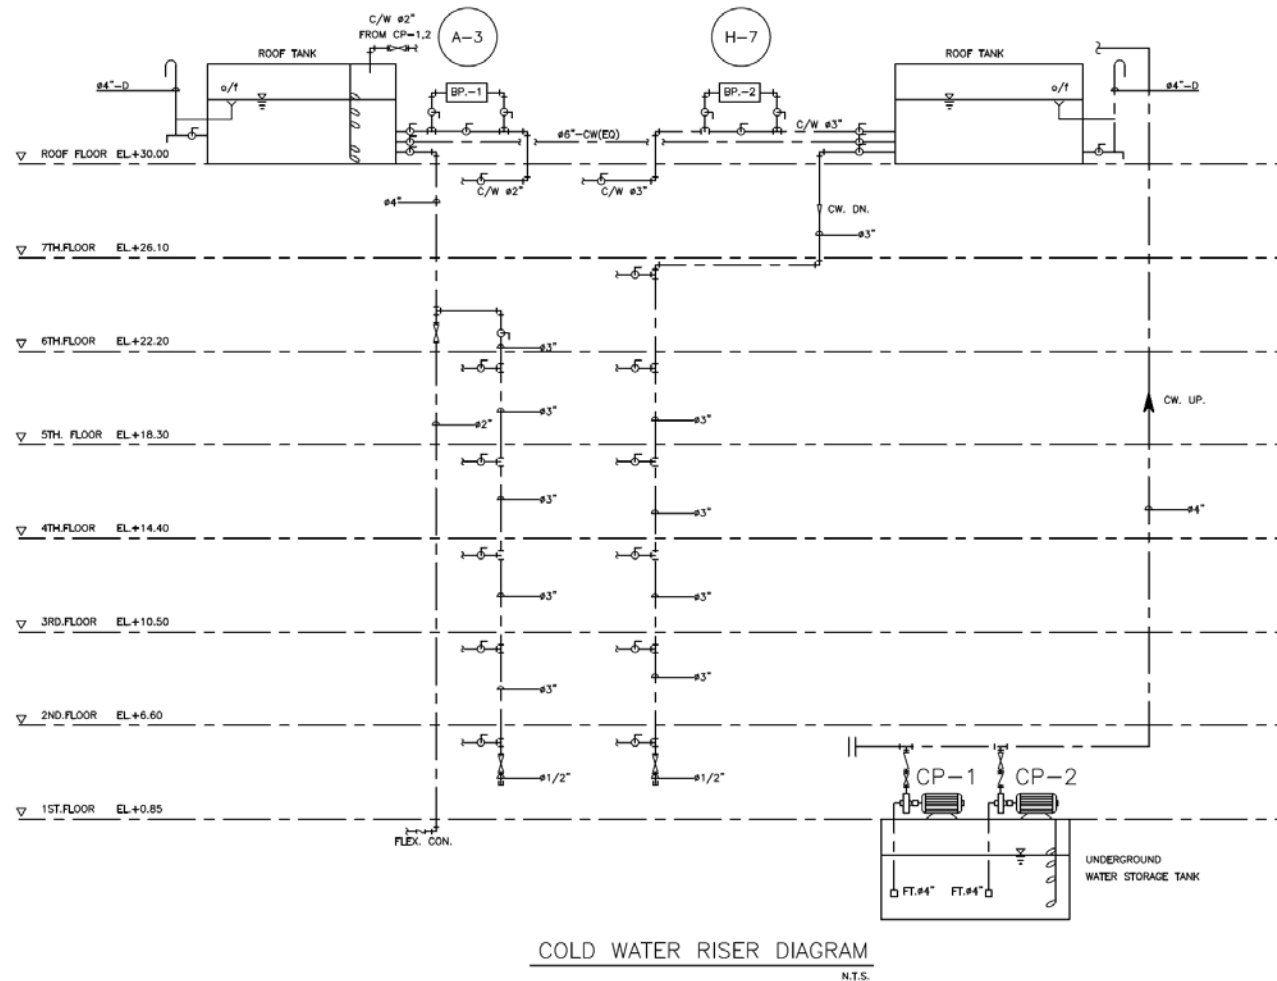 C/W ø2"
FROM CP-1,2
A-3
H-7
ROOF TANK
ROOF TANK
ø4"-D
o/f
BP.-1
BP.-2
o/f
ø4"-D
ø6"-CW(EQ)
C/W ø3"
ROOF FLOOR EL.+30.00
C/W ø2"
C/W ø3"
ø4"
CW. DN.
ø3"
7TH.FLOOR EL.+26.10
6TH.FLOOR EL.+22.20
ø3"
CW. UP.
ø3"
ø2"
ø3"
5TH. FLOOR EL.+18.30
ø3"
ø3"
ø4"
4TH.FLOOR EL.+14.40
ø3"
ø3"
3RD.FLOOR EL.+10.50
ø3"
ø3"
2ND.FLOOR EL.+6.60
ø1/2"
ø1/2"
CP-1
CP-2
1ST.FLOOR EL.+0.85
FLEX. CON.
UNDERGROUND
WATER STORAGE TANK
FT.ø4"
FT.ø4"
COLD WATER RISER DIAGRAM
N.T.S.